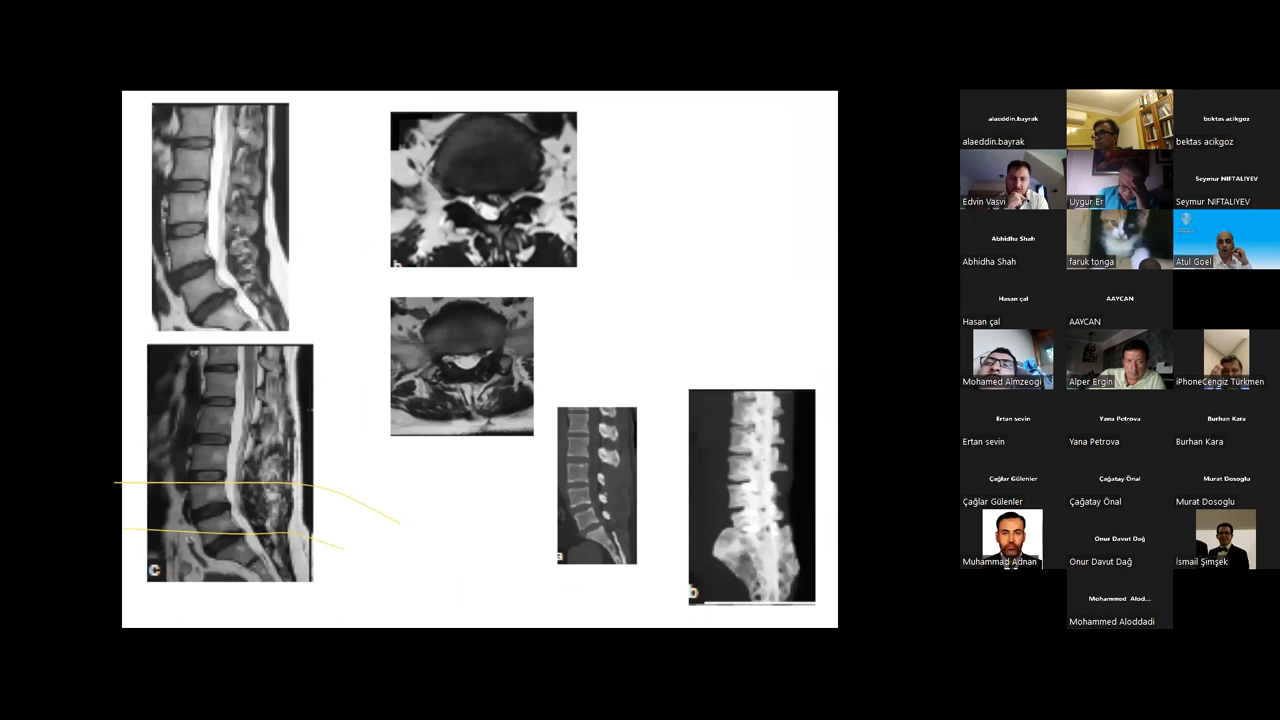 c
b
a
b
alaeddin.bayrak
alaeddin.bayrak
bektas acikgoz
bektas acikgoz
Edvin Vasvi
Uygur Er
Seymur NIFTALIYEV
Seymur NIFTALIYEV
Abhidha Shah
Abhidha Shah
faruk tonga
Atul Goel
Hasan çal
Hasan çal
AAYCAN
AAYCAN
Mohamed Almzeogi
Alper Ergin
iPhoneCengiz Türkmen
Ertan sevin
Ertan sevin
Yana Petrova
Yana Petrova
Burhan Kara
Burhan Kara
Çağlar Gülenler
Çağlar Gülenler
Çağatay Önal
Çağatay Önal
Murat Dosoglu
Murat Dosoglu
Muhammad Adnan
Onur Davut Dağ
Onur Davut Dağ
İsmail Şimşek
Mohammed Alod...
Mohammed Aloddadi